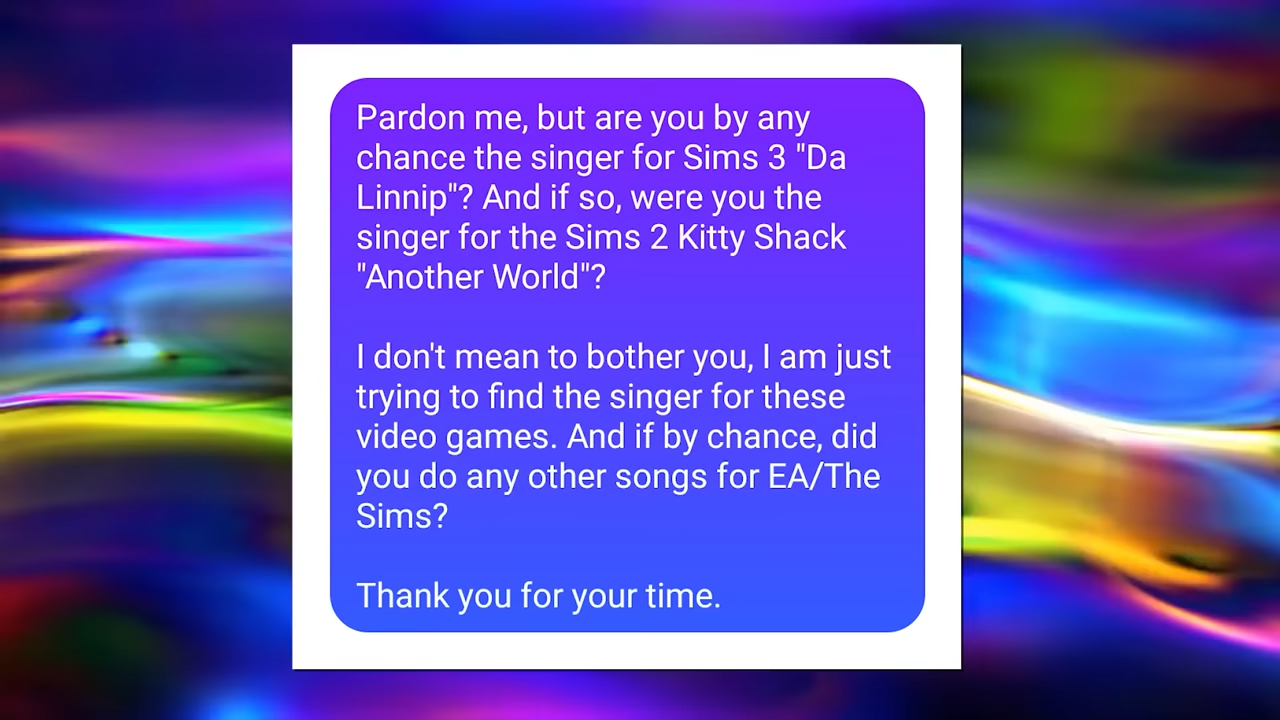 Pardon me, but are you by any
chance the singer for Sims 3 "Da
Linnip"? And if so, were you the
singer for the Sims 2 Kitty Shack
"Another World"?
I don't mean to bother you, I am just
trying to find the singer for these
video games. And if by chance, did
you do any other songs for EA/The
Sims?
Thank you for your time.